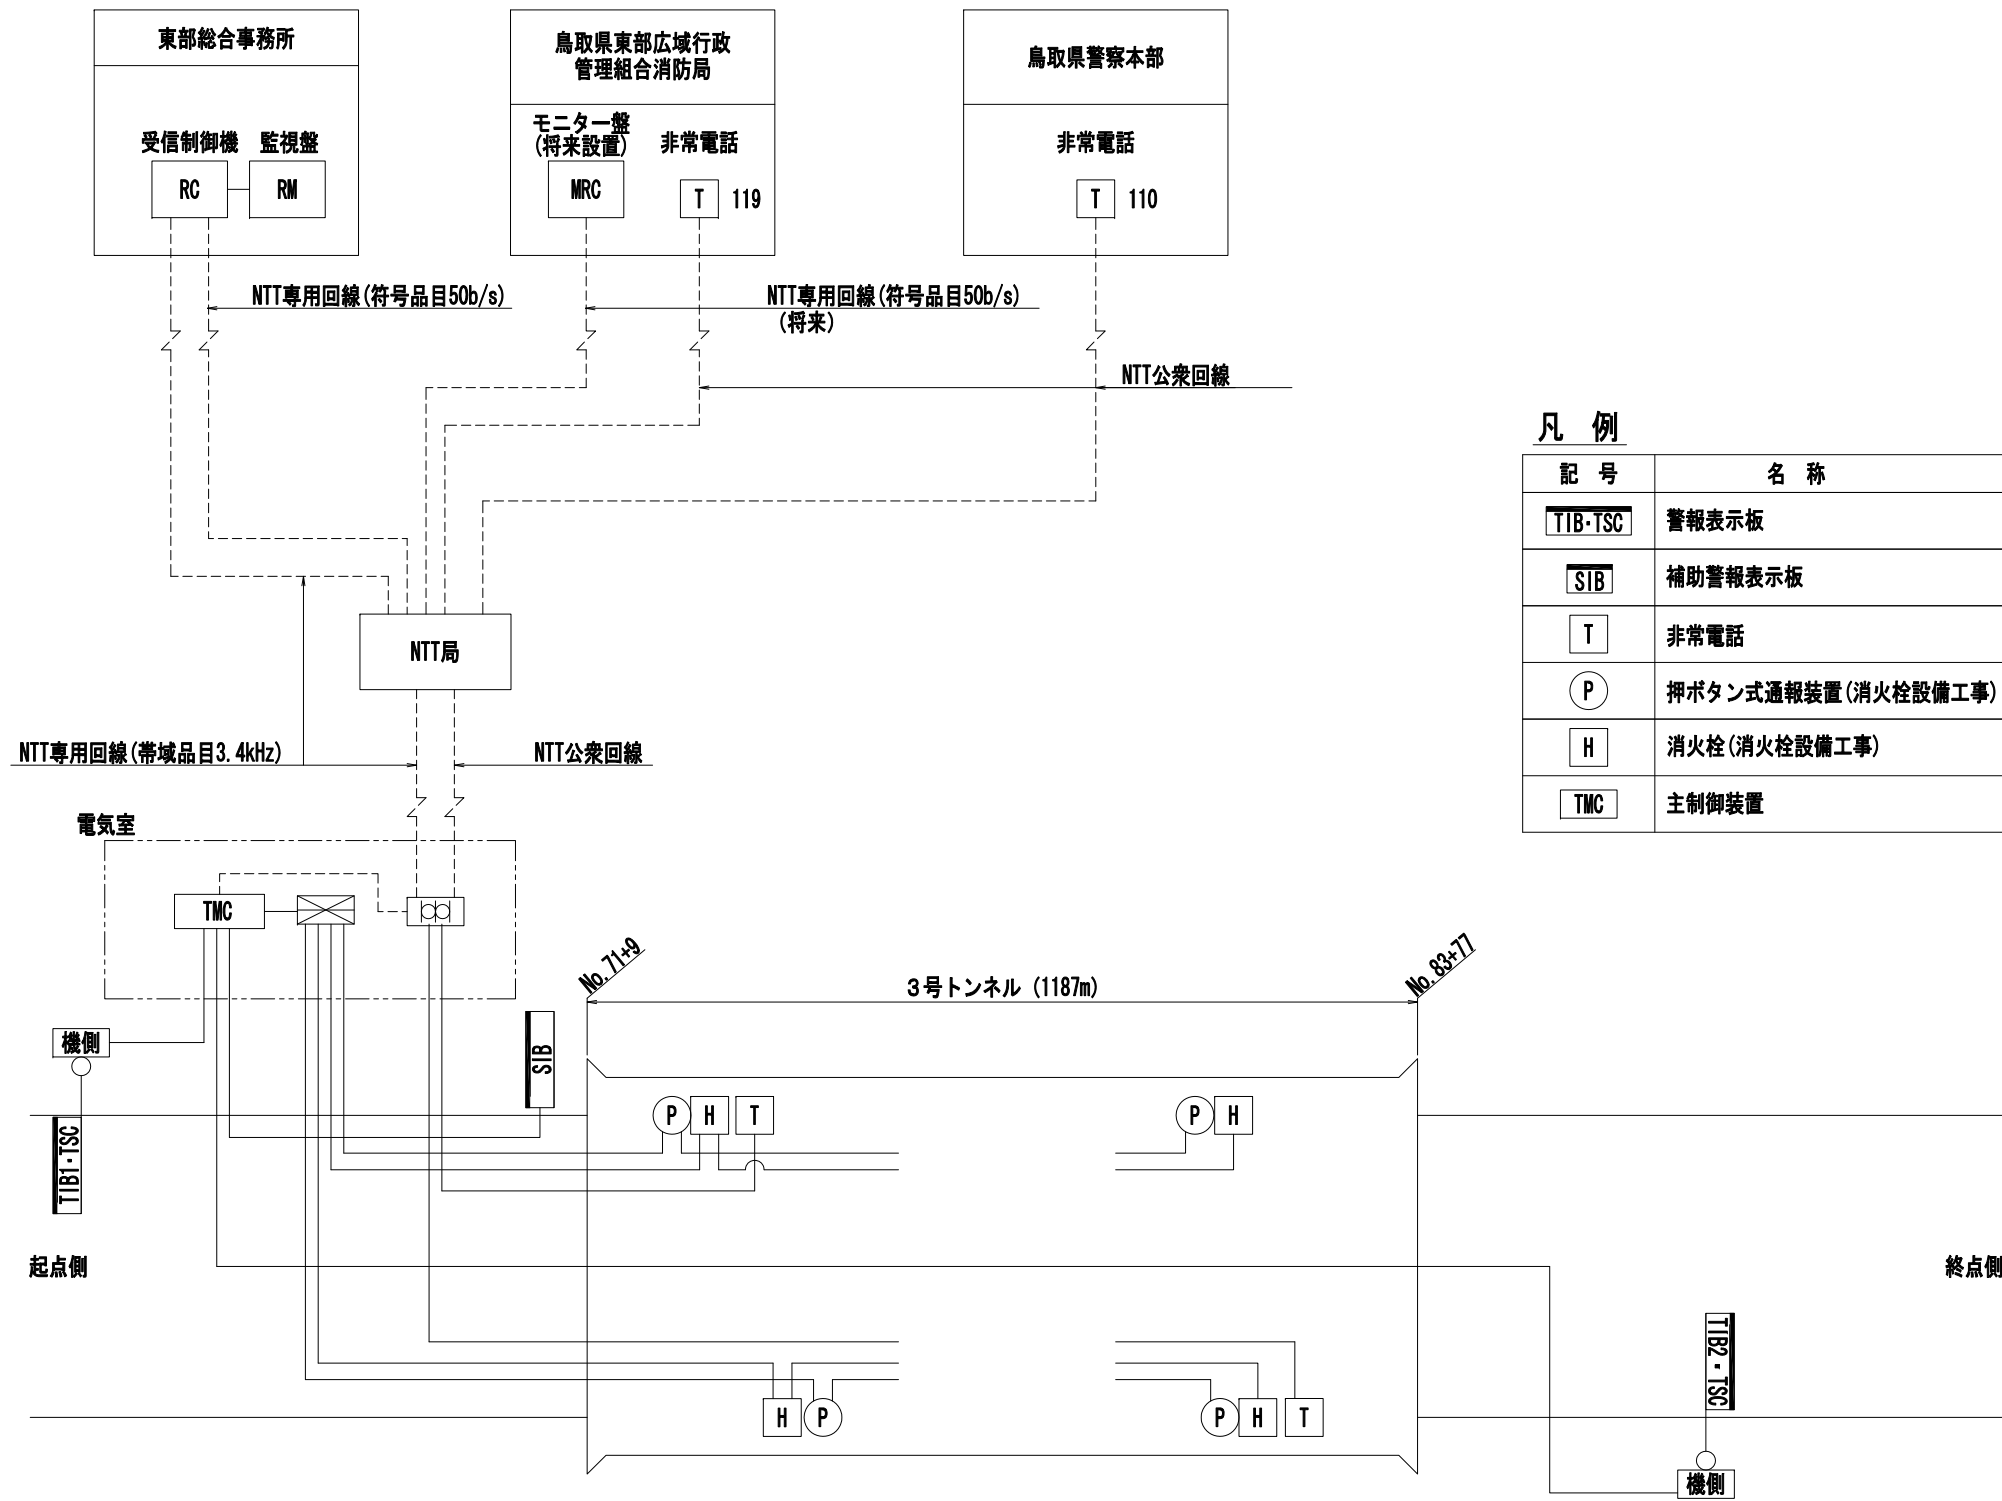 東部総合事務所
受信制御機
監視盤
RC
RM
鳥取県東部広域行政
管理組合消防局
モニター盤
(将来設置)
非常電話
MRC
T
119
鳥取県警察本部
非常電話
T
110
NTT専用回線(符号品目50b/s)
NTT専用回線(符号品目50b/s)
(将来)
NTT公衆回線
凡 例
記 号
名 称
TIB・TSC
警報表示板
SIB
補助警報表示板
T
非常電話
P
押ボタン式通報装置(消火栓設備工事)
H
消火栓(消火栓設備工事)
TMC
主制御装置
NTT局
NTT専用回線(帯域品目3.4kHz)
NTT公衆回線
電気室
TMC
No.71+9
3号トンネル (1187m)
No.83+77
機側
SIB
TIB1・TSC
P
H
T
P
H
起点側
終点側
TIB2・TSC
H
P
P
H
T
機側